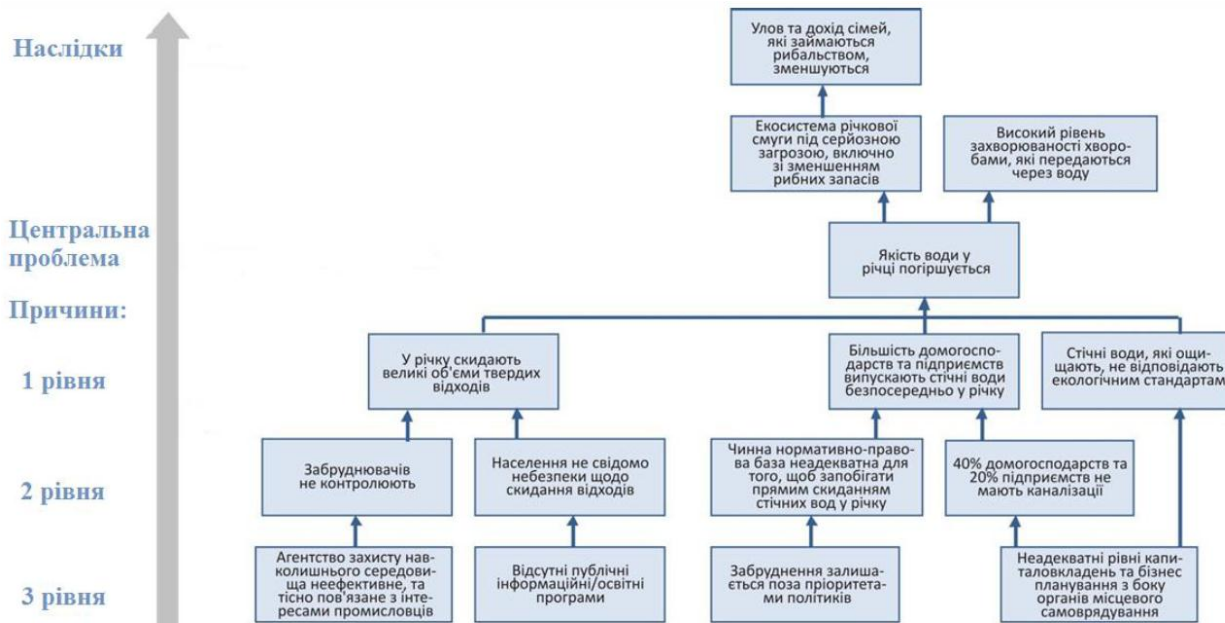 Наслідки
Улов та дохід сімей,
які займаються
рибальством,
зменшуються
Екосистема річкової
смуги під серйозною
загрозою, включно
зі зменшенням
рибних запасів
Високий рівень
захворюваності хворо-
бами, які передаються
через воду
Центральна
проблема
Якість води у
річці погіршується
Причини:
1 рівня
У річку скидають
великі об'єми твердих
відходів
Більшість домогоспо-
дарств та підприємств
випускають стічні води
безпосередньо у річку
Стічні води, які ощи-
щають, не відповідають
екологічним стандартам
2 рівня
Забруднювачів
не контролюють
Населення не свідомо
небезпеки щодо
скидання відходів
Чинна нормативно-право-
ва база неадекватна для
того, щоб запобігати
прямим скиданням
стічних вод у річку
40% домогосподарств та
20% підприємств не
мають каналізації
3 рівня
Агентство захисту нав-
колишнього середови-
ща неефективне, та
тісно пов'язане з інте-
ресами промисловців
Відсутні публічні
інформаційні/освітні
програми
Забруднення залиша-
ється поза пріоритета-
ми політиків
Неадекватні рівні капи-
таловкладень та бізнес
планування з боку
органів місцевого
самоврядування